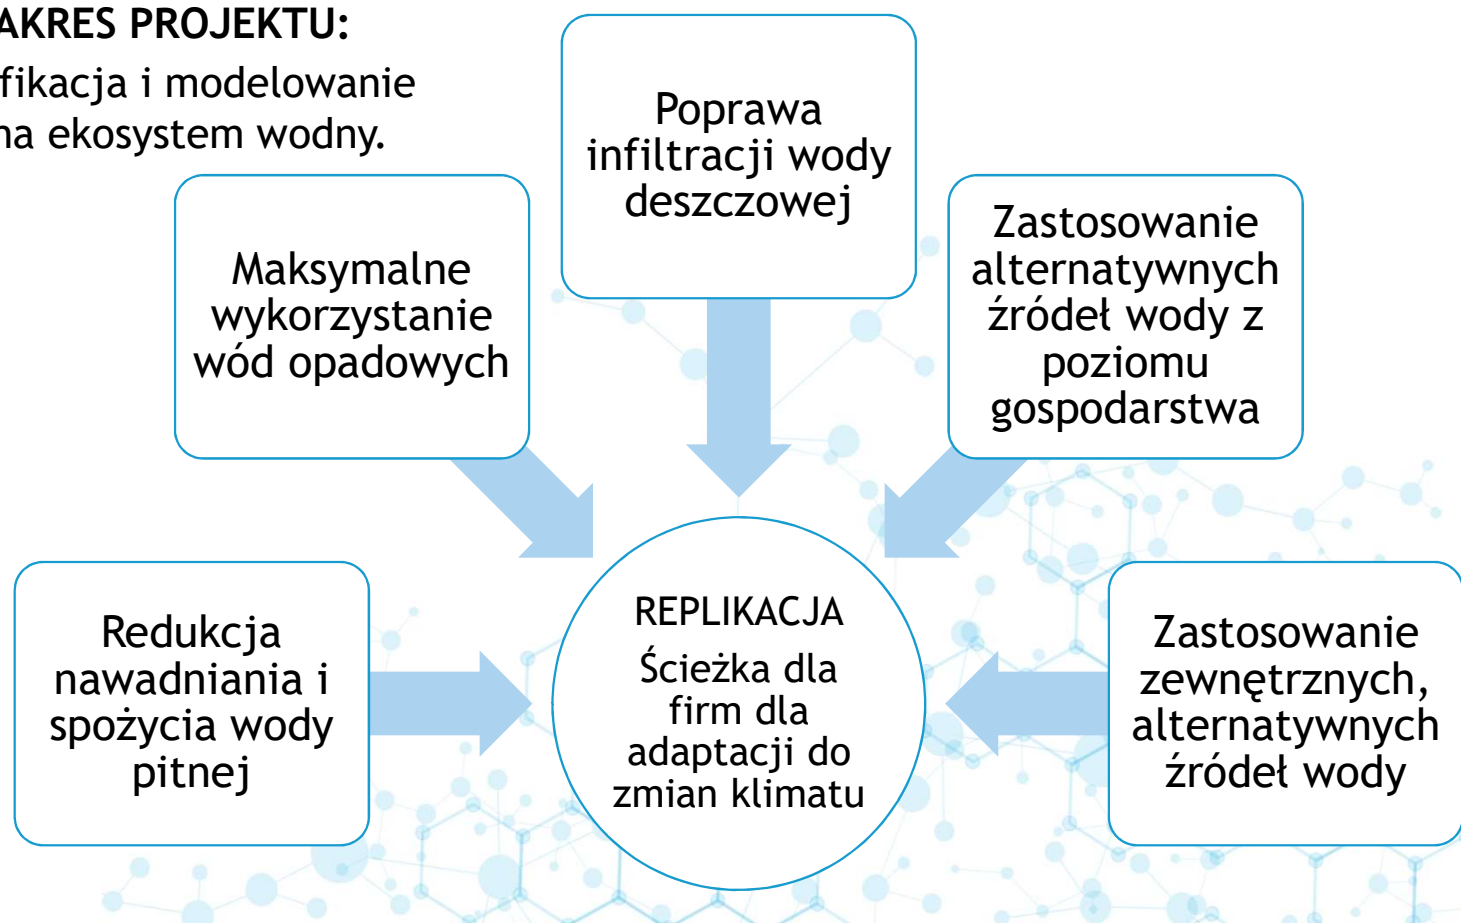 AKRES PROJEKTU:
fikacja i modelowanie
na ekosystem wodny.
Poprawa
infiltracji wody
deszczowej
Maksymalne
wykorzystanie
wód opadowych
Zastosowanie
alternatywnych
źródeł wody z
poziomu
gospodarstwa
Redukcja
nawadniania i
spożycia wody
pitnej
REPLIKACJA
Ścieżka dla
firm dla
adaptacji do
zmian klimatu
Zastosowanie
zewnętrznych,
alternatywnych
źródeł wody